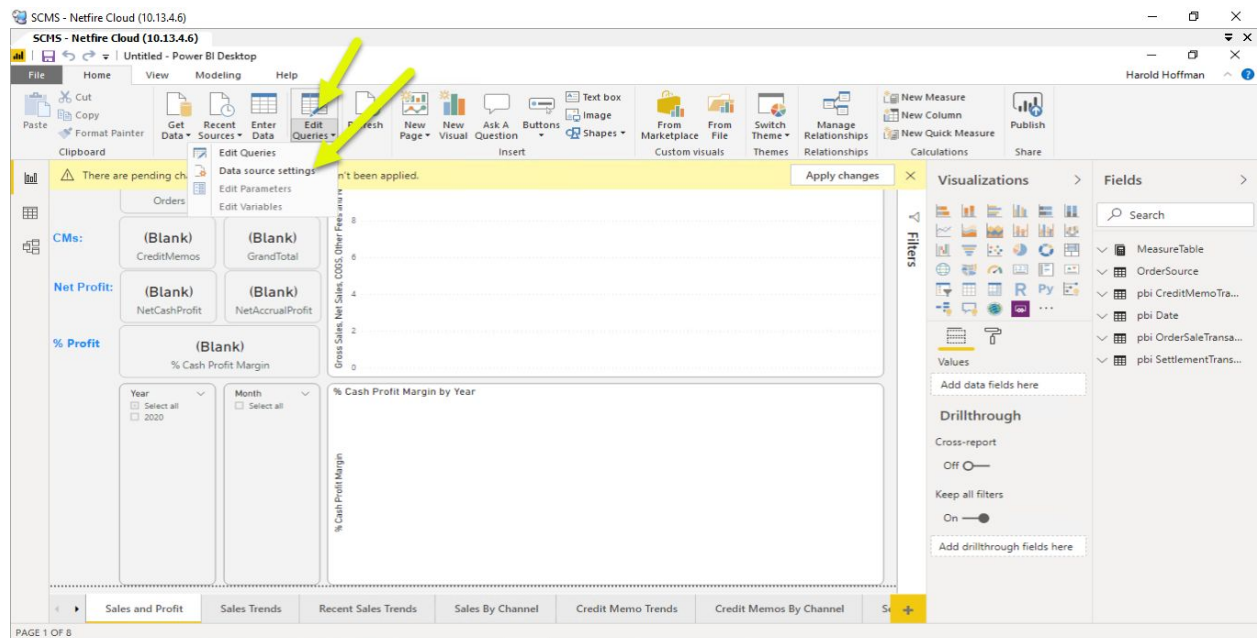 SCMS - Netfire Cloud (10.13.4.6)
SCMS - Netfire Cloud (10.13.4.6)
Untitled - Power BI Desktop
File Home View Modeling Help Harold Hoffman
Paste
Cut
Copy
Format Painter
Clipboard
Get Data
Recent Sources
Enter Data
Edit Queries
New Page
New Visual
Ask A Question
Buttons
Text box
Image
Shapes
Insert
From Marketplace
From File
Custom visuals
Switch Theme
Themes
Manage Relationships
Relationships
New Measure
New Column
New Quick Measure
Calculations
Publish
Share
Edit Queries
Data source settings
Edit Parameters
Edit Variables
There are pending ch
n't been applied.
Apply changes
Orders
CMs:
(Blank)
CreditMemos
(Blank)
GrandTotal
Net Profit:
(Blank)
NetCashProfit
(Blank)
NetAccrualProfit
% Profit
(Blank)
% Cash Profit Margin
Year
Select all
2020
Month
Select all
Gross Sales, Net Sales, COGS, Other Fees and N
8
6
4
2
0
% Cash Profit Margin by Year
% Cash Profit Margin
Filters
Visualizations
R Py
Values
Add data fields here
Drillthrough
Cross-report
Off
Keep all filters
On
Add drillthrough fields here
Fields
Search
MeasureTable
OrderSource
pbi CreditMemoTra...
pbi Date
pbi OrderSaleTransa...
pbi SettlementTrans...
Sales and Profit Sales Trends Recent Sales Trends Sales By Channel Credit Memo Trends Credit Memos By Channel
PAGE 1 OF 8